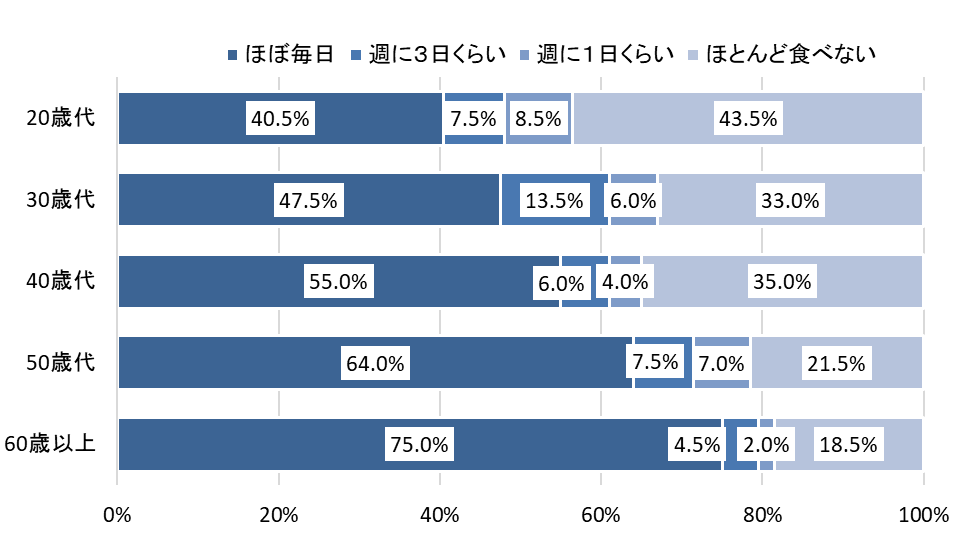 ほぼ毎日 週に３日くらい 週に１日くらい ほとんど食べない
20歳代 40.5% 7.5% 8.5% 43.5%
30歳代 47.5% 13.5% 6.0% 33.0%
40歳代 55.0% 6.0% 4.0% 35.0%
50歳代 64.0% 7.5% 7.0% 21.5%
60歳以上 75.0% 4.5% 2.0% 18.5%
0% 20% 40% 60% 80% 100%